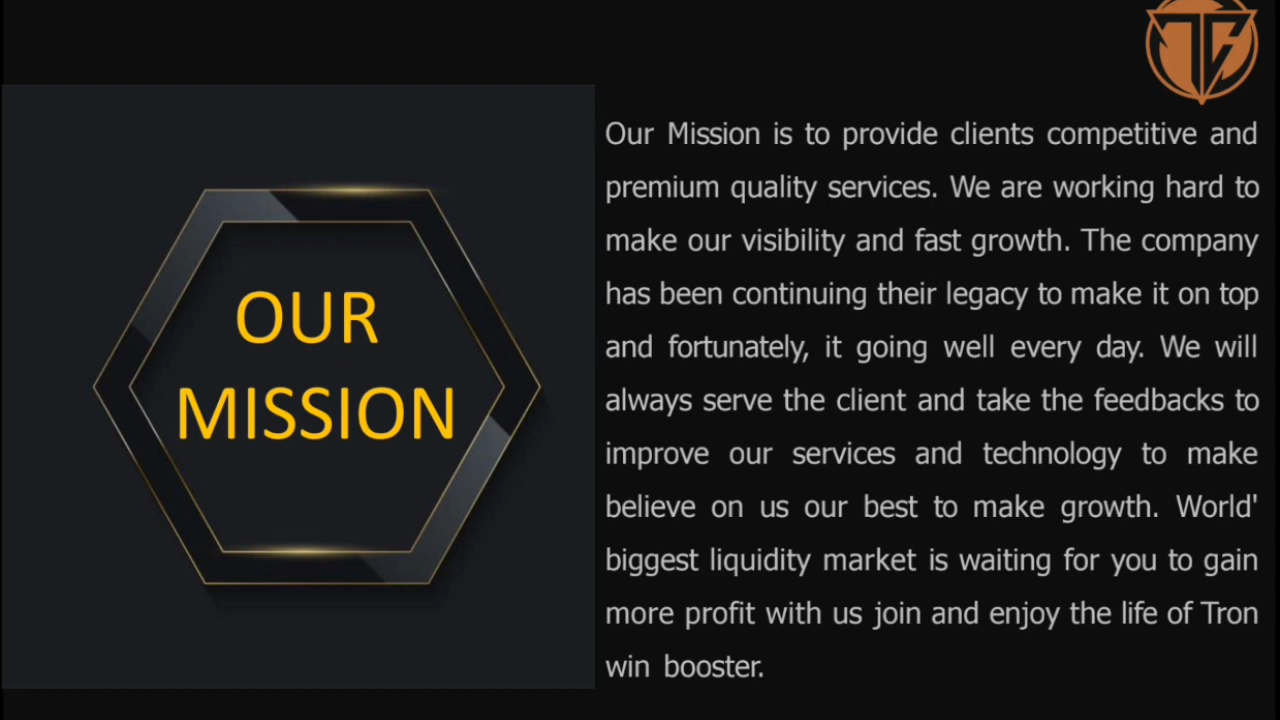 OUR
MISSION
Our Mission is to provide clients competitive and
premium quality services. We are working hard to
make our visibility and fast growth. The company
has been continuing their legacy to make it on top
and fortunately, it going well every day. We will
always serve the client and take the feedbacks to
improve our services and technology to make
believe on us our best to make growth. World'
biggest liquidity market is waiting for you to gain
more profit with us join and enjoy the life of Tron
win booster.